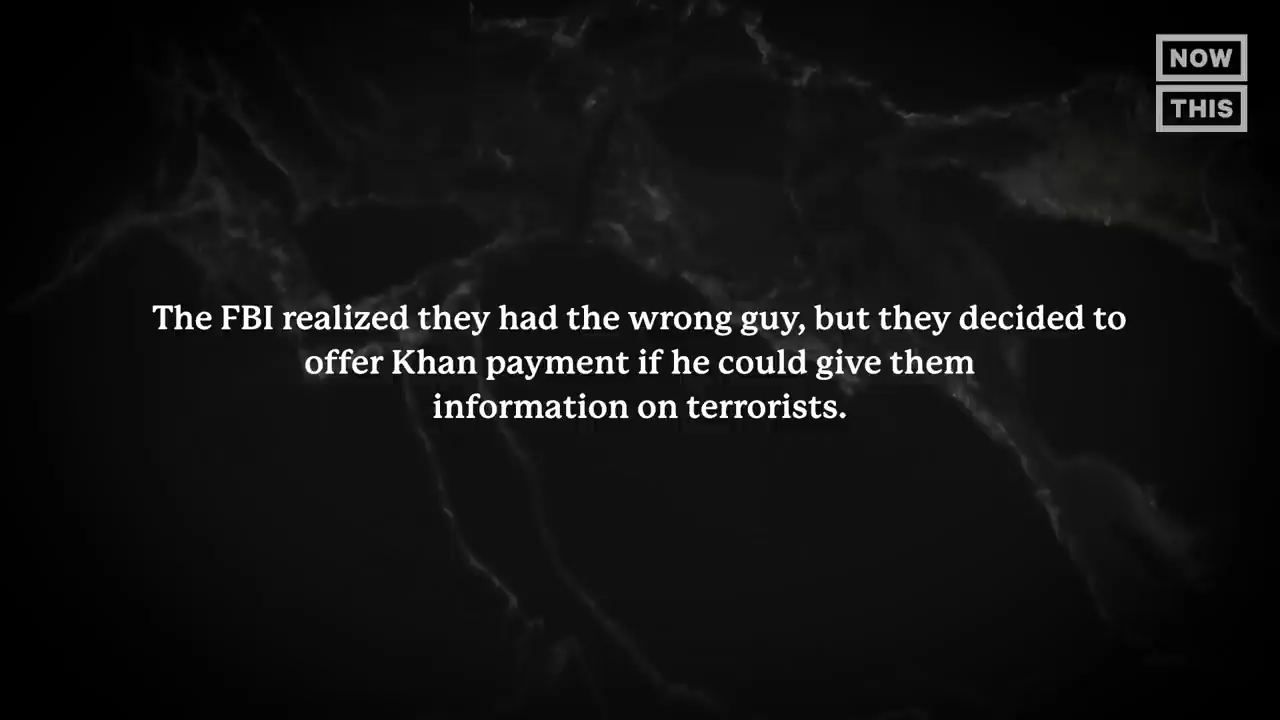 NOW
THIS
The FBI realized they had the wrong guy, but they decided to
offer Khan payment if he could give them
information on terrorists.